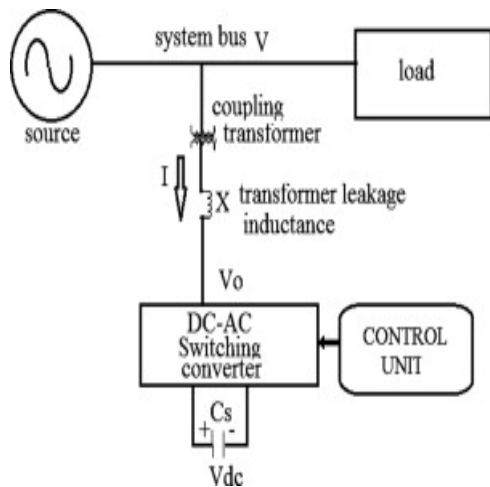 system bus V
load
source
coupling
transformer
I
X
transformer leakage
inductance
Vo
DC-AC
Switching
converter
CONTROL
UNIT
Cs
+ -
Vdc